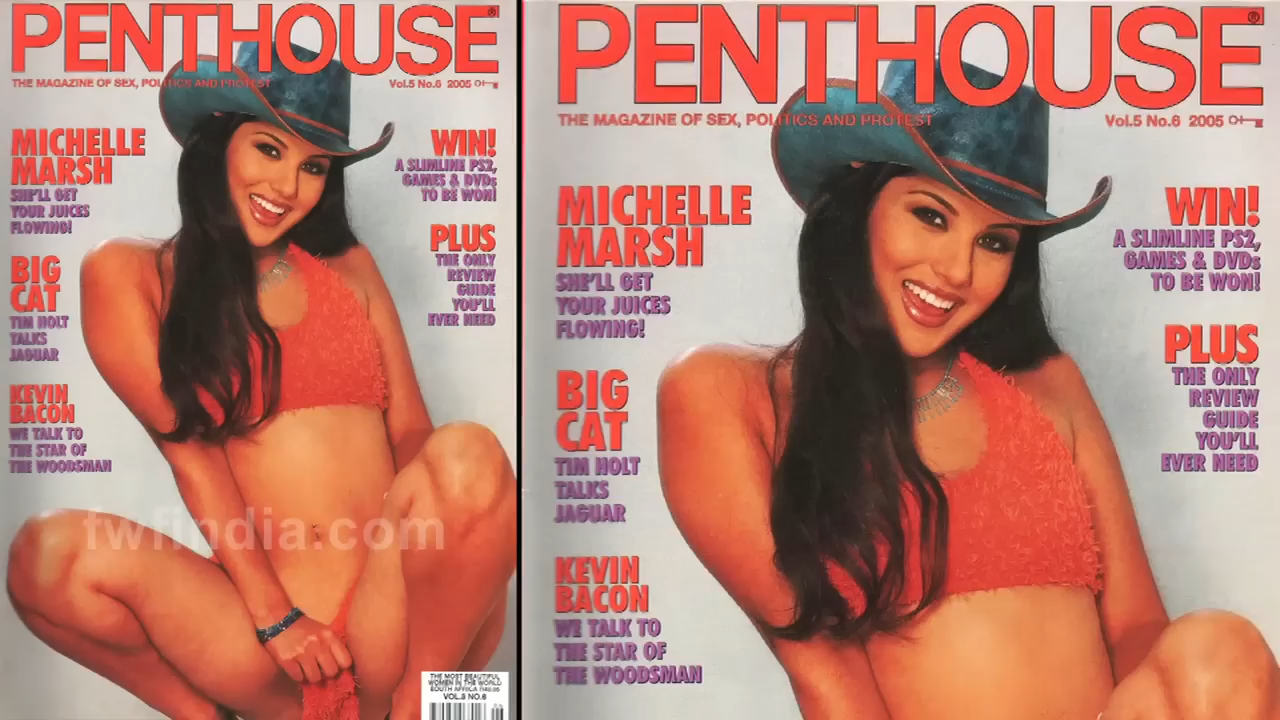 PENTHOUSE®
THE MAGAZINE OF SEX, POLITICS AND PROTEST
Vol.5 No.6 2005
MICHELLE
MARSH
SHE'LL GET
YOUR JUICES
FLOWING!
BIG
CAT
TIM HOLT
TALKS
JAGUAR
KEVIN
BACON
WE TALK TO
THE STAR OF
THE WOODSMAN
WIN!
A SLIMLINE PS2,
GAMES & DVDs
TO BE WON!
PLUS
THE ONLY
REVIEW
GUIDE
YOU'LL
EVER NEED
fwfindia.com
THE MOST BEAUTIFUL
WOMEN IN THE WORLD
VOL.5 NO.6
PENTHOUSE®
THE MAGAZINE OF SEX, POLITICS AND PROTEST
Vol.5 No.6 2005
MICHELLE
MARSH
SHE'LL GET
YOUR JUICES
FLOWING!
BIG
CAT
TIM HOLT
TALKS
JAGUAR
KEVIN
BACON
WE TALK TO
THE STAR OF
THE WOODSMAN
WIN!
A SLIMLINE PS2,
GAMES & DVDs
TO BE WON!
PLUS
THE ONLY
REVIEW
GUIDE
YOU'LL
EVER NEED